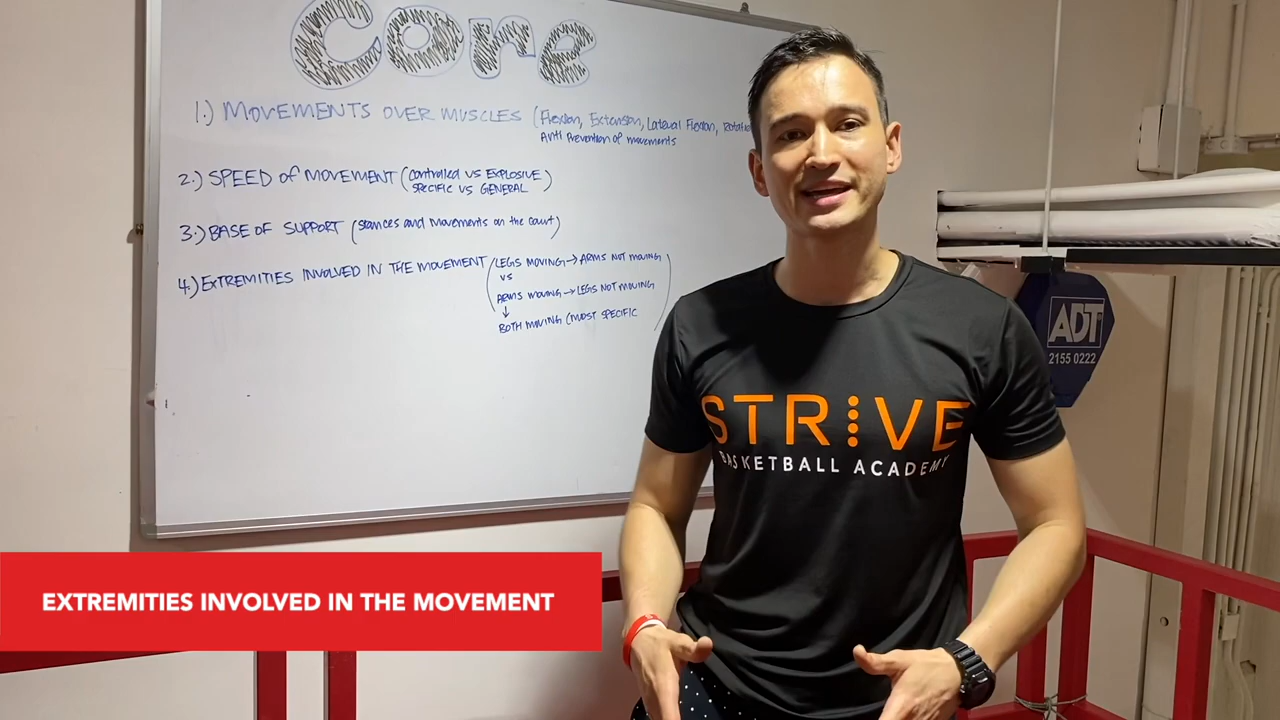 Core
1.) MOVEMENTS OVER MUSCLES (Flexion, Extension, Lateral Flexion, Rotatio
Anti Prevention of movements
2.) SPEED of MOVEMENT (controlled vs EXPLOSIVE
SPECIFIC VS GENERAL)
3.) BASE OF SUPPORT (stances and movements on the court)
4.) EXTREMITIES INVOLVED IN THE MOVEMENT (LEGS MOVING → ARMS NOT MOVING
VS
ARMS MOVING → LEGS NOT MOVING
↓
BOTH MOVING (MOST SPECIFIC)
ADT
2155 0222
STRIVE
BASKETBALL ACADEMY
EXTREMITIES INVOLVED IN THE MOVEMENT